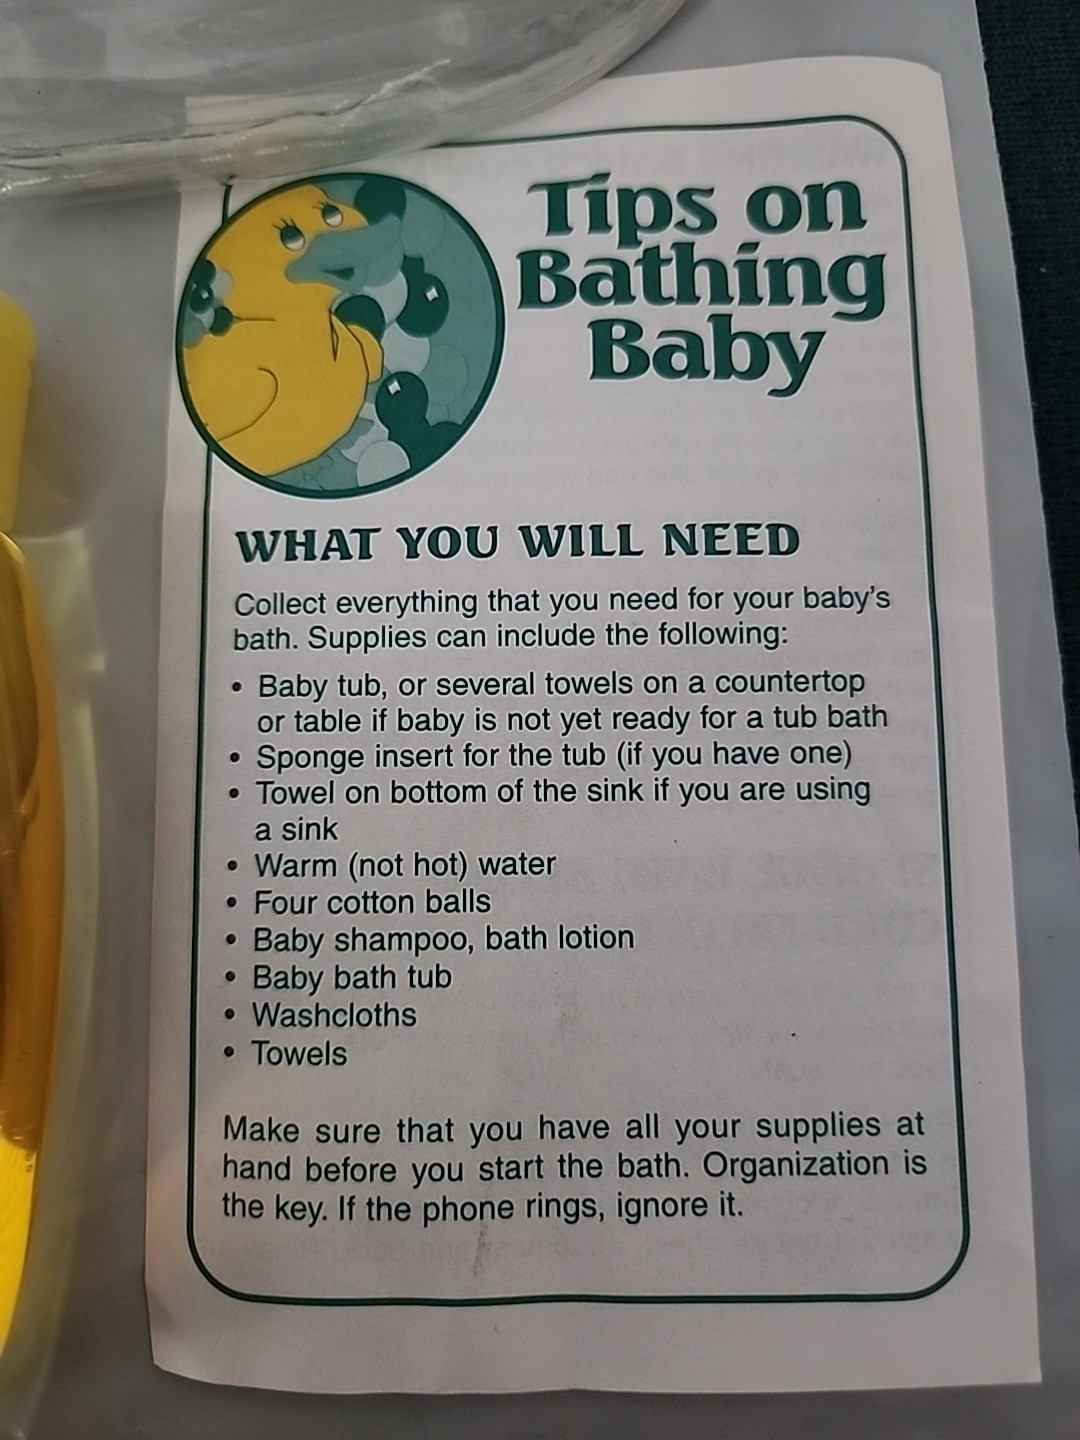 Tips on
Bathing
Baby
WHAT YOU WILL NEED
Collect everything that you need for your baby's
bath. Supplies can include the following:
• Baby tub, or several towels on a countertop
or table if baby is not yet ready for a tub bath
• Sponge insert for the tub (if you have one)
• Towel on bottom of the sink if you are using
a sink
• Warm (not hot) water
• Four cotton balls
• Baby shampoo, bath lotion
• Baby bath tub
• Washcloths
• Towels
Make sure that you have all your supplies at
hand before you start the bath. Organization is
the key. If the phone rings, ignore it.